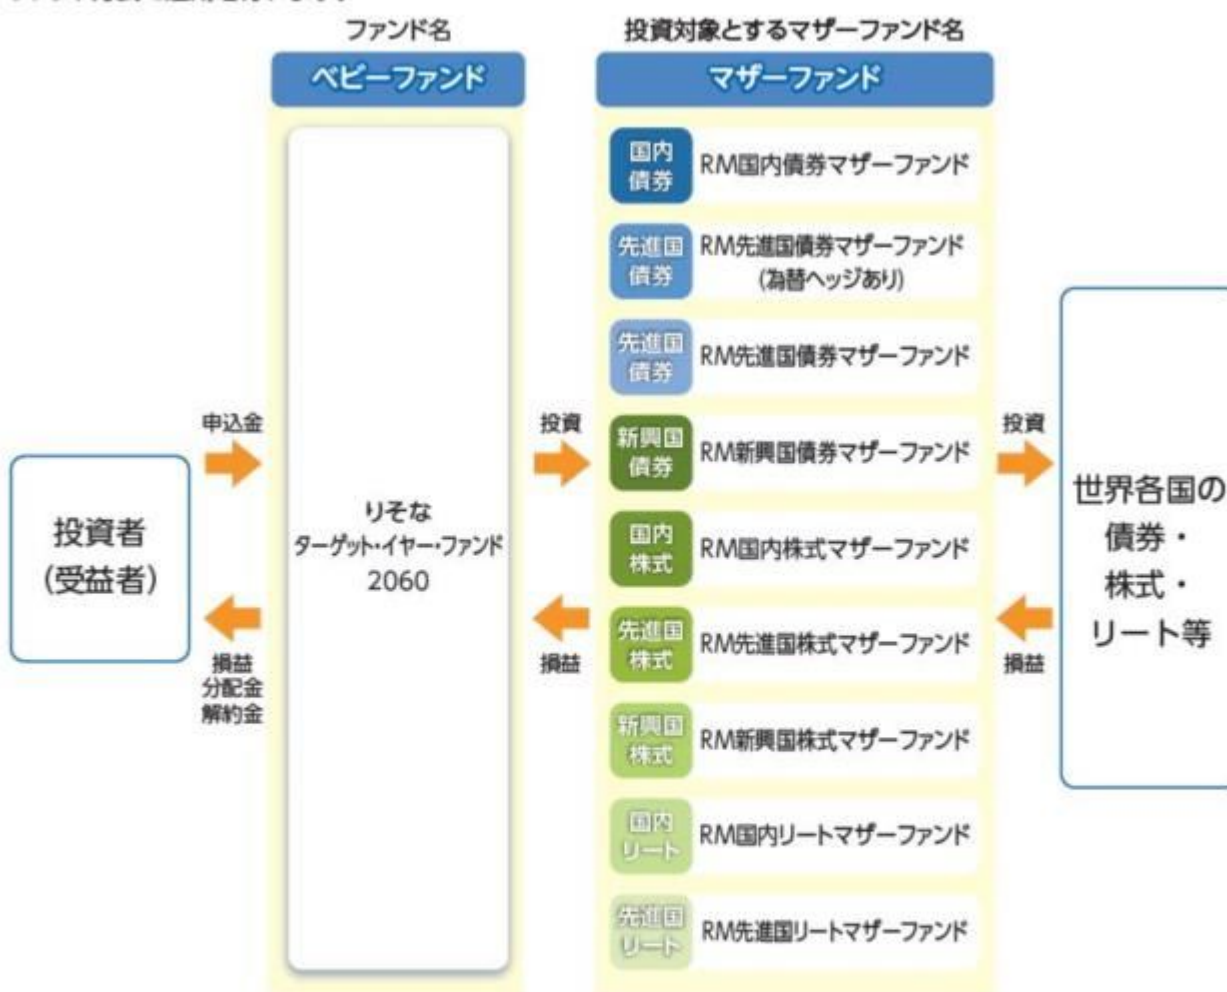 ファンド名
投資対象とするマザーファンド名
ベビーファンド
マザーファンド
国内
債券
RM国内債券マザーファンド
先進国
債券
RM先進国債券マザーファンド
(為替ヘッジあり)
先進国
債券
RM先進国債券マザーファンド
新興国
債券
RM新興国債券マザーファンド
国内
株式
RM国内株式マザーファンド
先進国
株式
RM先進国株式マザーファンド
新興国
株式
RM新興国株式マザーファンド
国内
リート
RM国内リートマザーファンド
先進国
リート
RM先進国リートマザーファンド
申込金
投資
投資
投資者
(受益者)
りそな
ターゲット・イヤー・ファンド
2060
世界各国の
債券・
株式・
リート等
損益
分配金
解約金
損益
損益